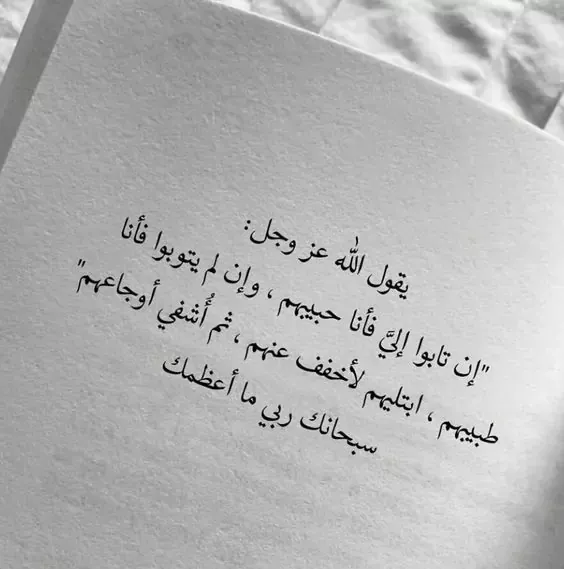 يقول الله عز وجل:
"إن تابوا إليَّ فأنا حبيبهم ، وإن لم يتوبوا فأنا
طبيبهم ، ابتليهم لأخفف عنهم ، ثم أُشفي أوجاعهم"
سبحانك ربي ما أعظمك